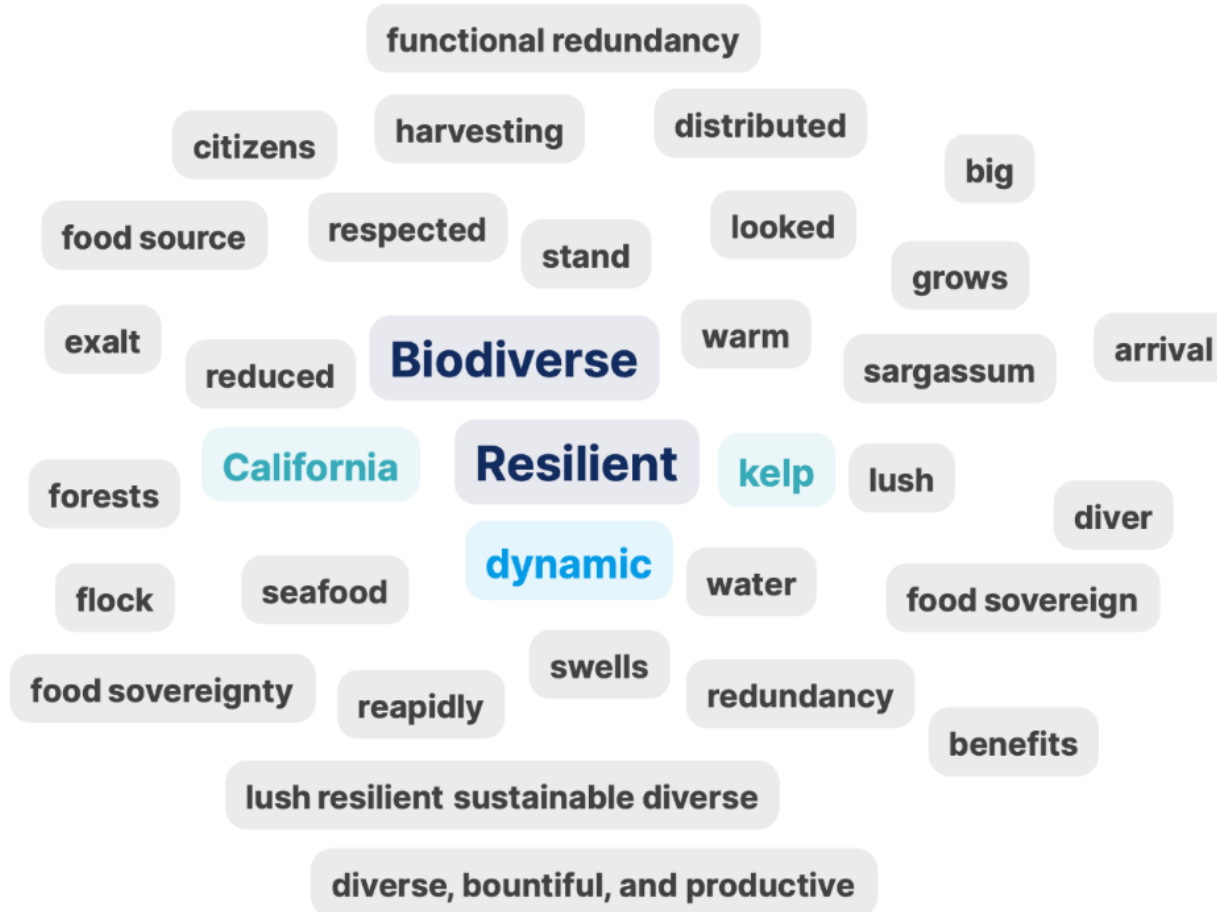 functional redundancy
citizens
harvesting
distributed
big
food source
respected
stand
looked
grows
exalt
reduced
Biodiverse
warm
sargassum
arrival
forests
California
Resilient
kelp
lush
diver
flock
seafood
dynamic
water
food sovereign
food sovereignty
reapidly
swells
redundancy
benefits
lush resilient sustainable diverse
diverse, bountiful, and productive